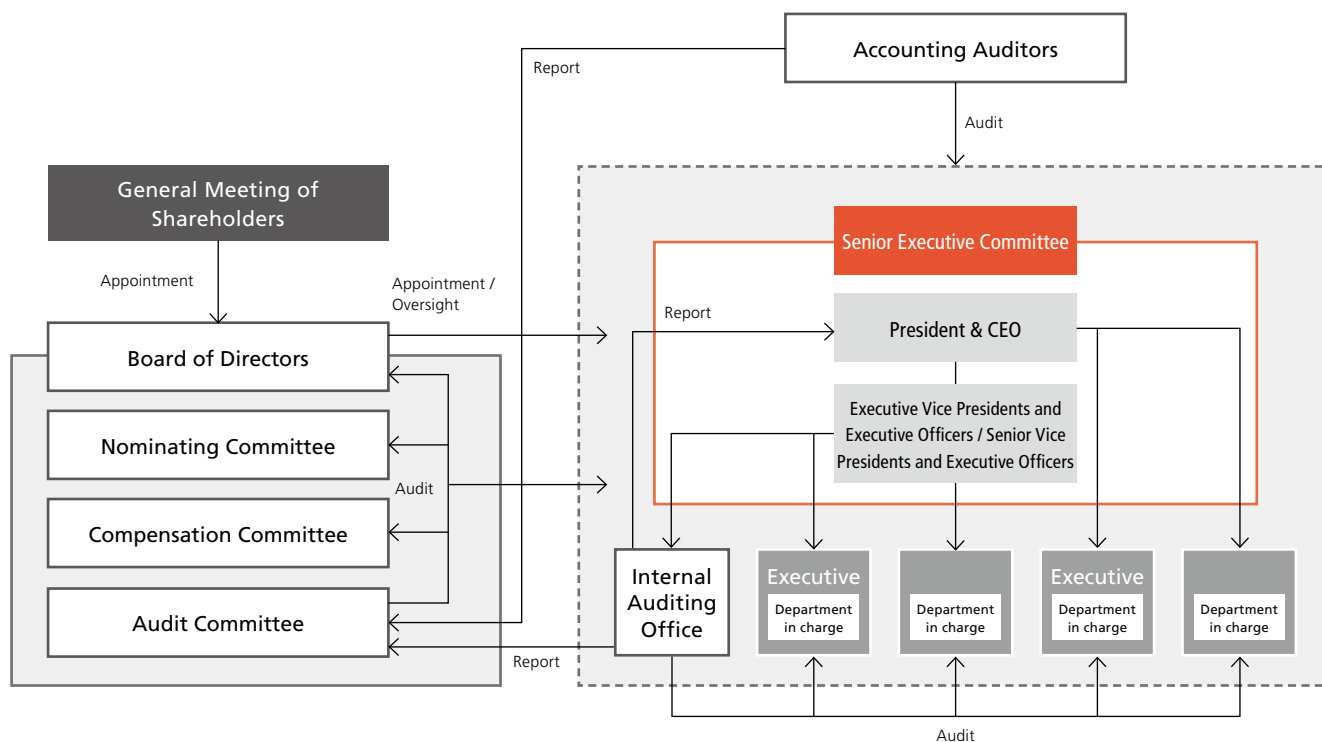 Accounting Auditors
Report
Audit
General Meeting of
Shareholders
Senior Executive Committee
Appointment
Appointment /
Oversight
Report
President & CEO
Board of Directors
Executive Vice Presidents and
Executive Officers / Senior Vice
Presidents and Executive Officers
Nominating Committee
Audit
Compensation Committee
Audit Committee
Internal
Auditing
Office
Executive
Department
in charge
Department
in charge
Executive
Department
in charge
Department
in charge
Report
Audit